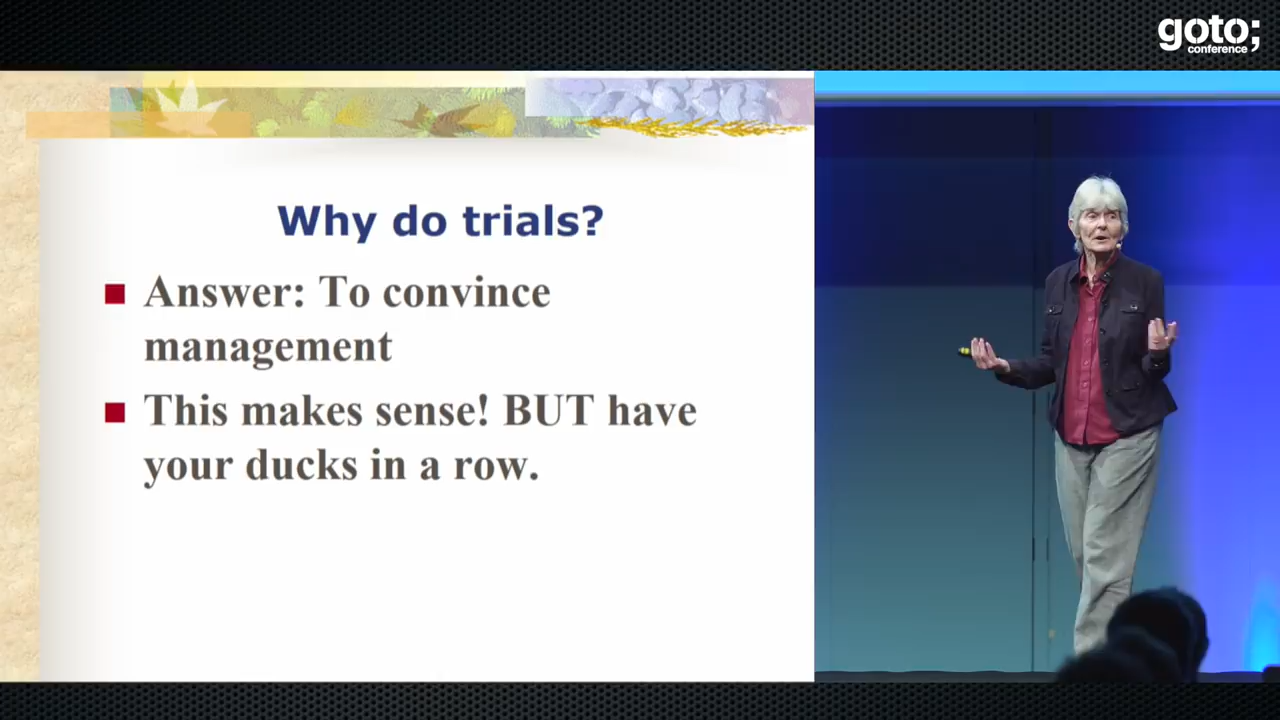 goto;
conference
Why do trials?
Answer: To convince
management
This makes sense! BUT have
your ducks in a row.